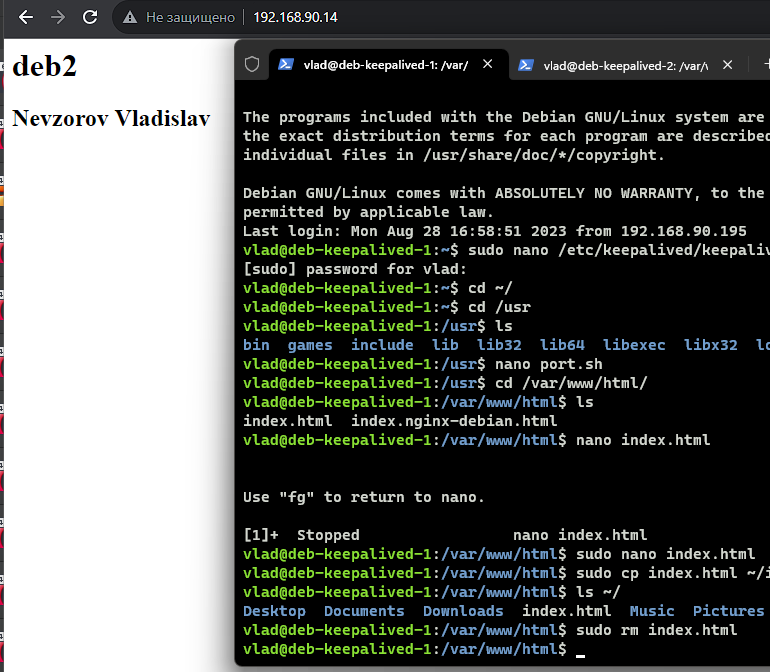 Не защищено 192.168.90.14
deb2
Nevzorov Vladislav
vlad@deb-keepalived-1: /var/
vlad@deb-keepalived-2: /var/
The programs included with the Debian GNU/Linux system are
the exact distribution terms for each program are described
individual files in /usr/share/doc/*/copyright.
Debian GNU/Linux comes with ABSOLUTELY NO WARRANTY, to the
permitted by applicable law.
Last login: Mon Aug 28 16:58:51 2023 from 192.168.90.195
vlad@deb-keepalived-1:~$ sudo nano /etc/keepalived/keepaliv
[sudo] password for vlad:
vlad@deb-keepalived-1:~$ cd ~/
vlad@deb-keepalived-1:~$ cd /usr
vlad@deb-keepalived-1:/usr$ ls
bin games include lib lib32 lib64 libexec libx32 lo
vlad@deb-keepalived-1:/usr$ nano port.sh
vlad@deb-keepalived-1:/usr$ cd /var/www/html/
vlad@deb-keepalived-1:/var/www/html$ ls
index.html index.nginx-debian.html
vlad@deb-keepalived-1:/var/www/html$ nano index.html
Use "fg" to return to nano.
[1]+ Stopped nano index.html
vlad@deb-keepalived-1:/var/www/html$ sudo nano index.html
vlad@deb-keepalived-1:/var/www/html$ sudo cp index.html ~/i
vlad@deb-keepalived-1:/var/www/html$ ls ~/
Desktop Documents Downloads index.html Music Pictures
vlad@deb-keepalived-1:/var/www/html$ sudo rm index.html
vlad@deb-keepalived-1:/var/www/html$